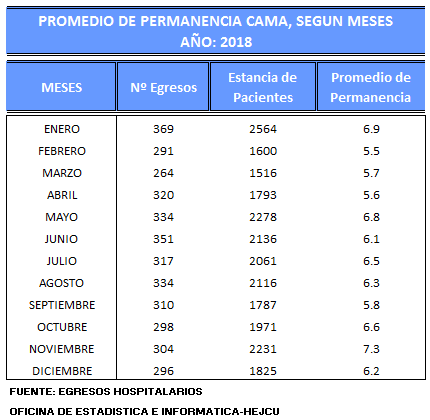 PROMEDIO DE PERMANENCIA CAMA, SEGUN MESES
AÑO: 2018
MESES Nº Egresos Estancia de Pacientes Promedio de Permanencia
ENERO 369 2564 6.9
FEBRERO 291 1600 5.5
MARZO 264 1516 5.7
ABRIL 320 1793 5.6
MAYO 334 2278 6.8
JUNIO 351 2136 6.1
JULIO 317 2061 6.5
AGOSTO 334 2116 6.3
SEPTIEMBRE 310 1787 5.8
OCTUBRE 298 1971 6.6
NOVIEMBRE 304 2231 7.3
DICIEMBRE 296 1825 6.2
FUENTE: EGRESOS HOSPITALARIOS
OFICINA DE ESTADISTICA E INFORMATICA-HEJCU